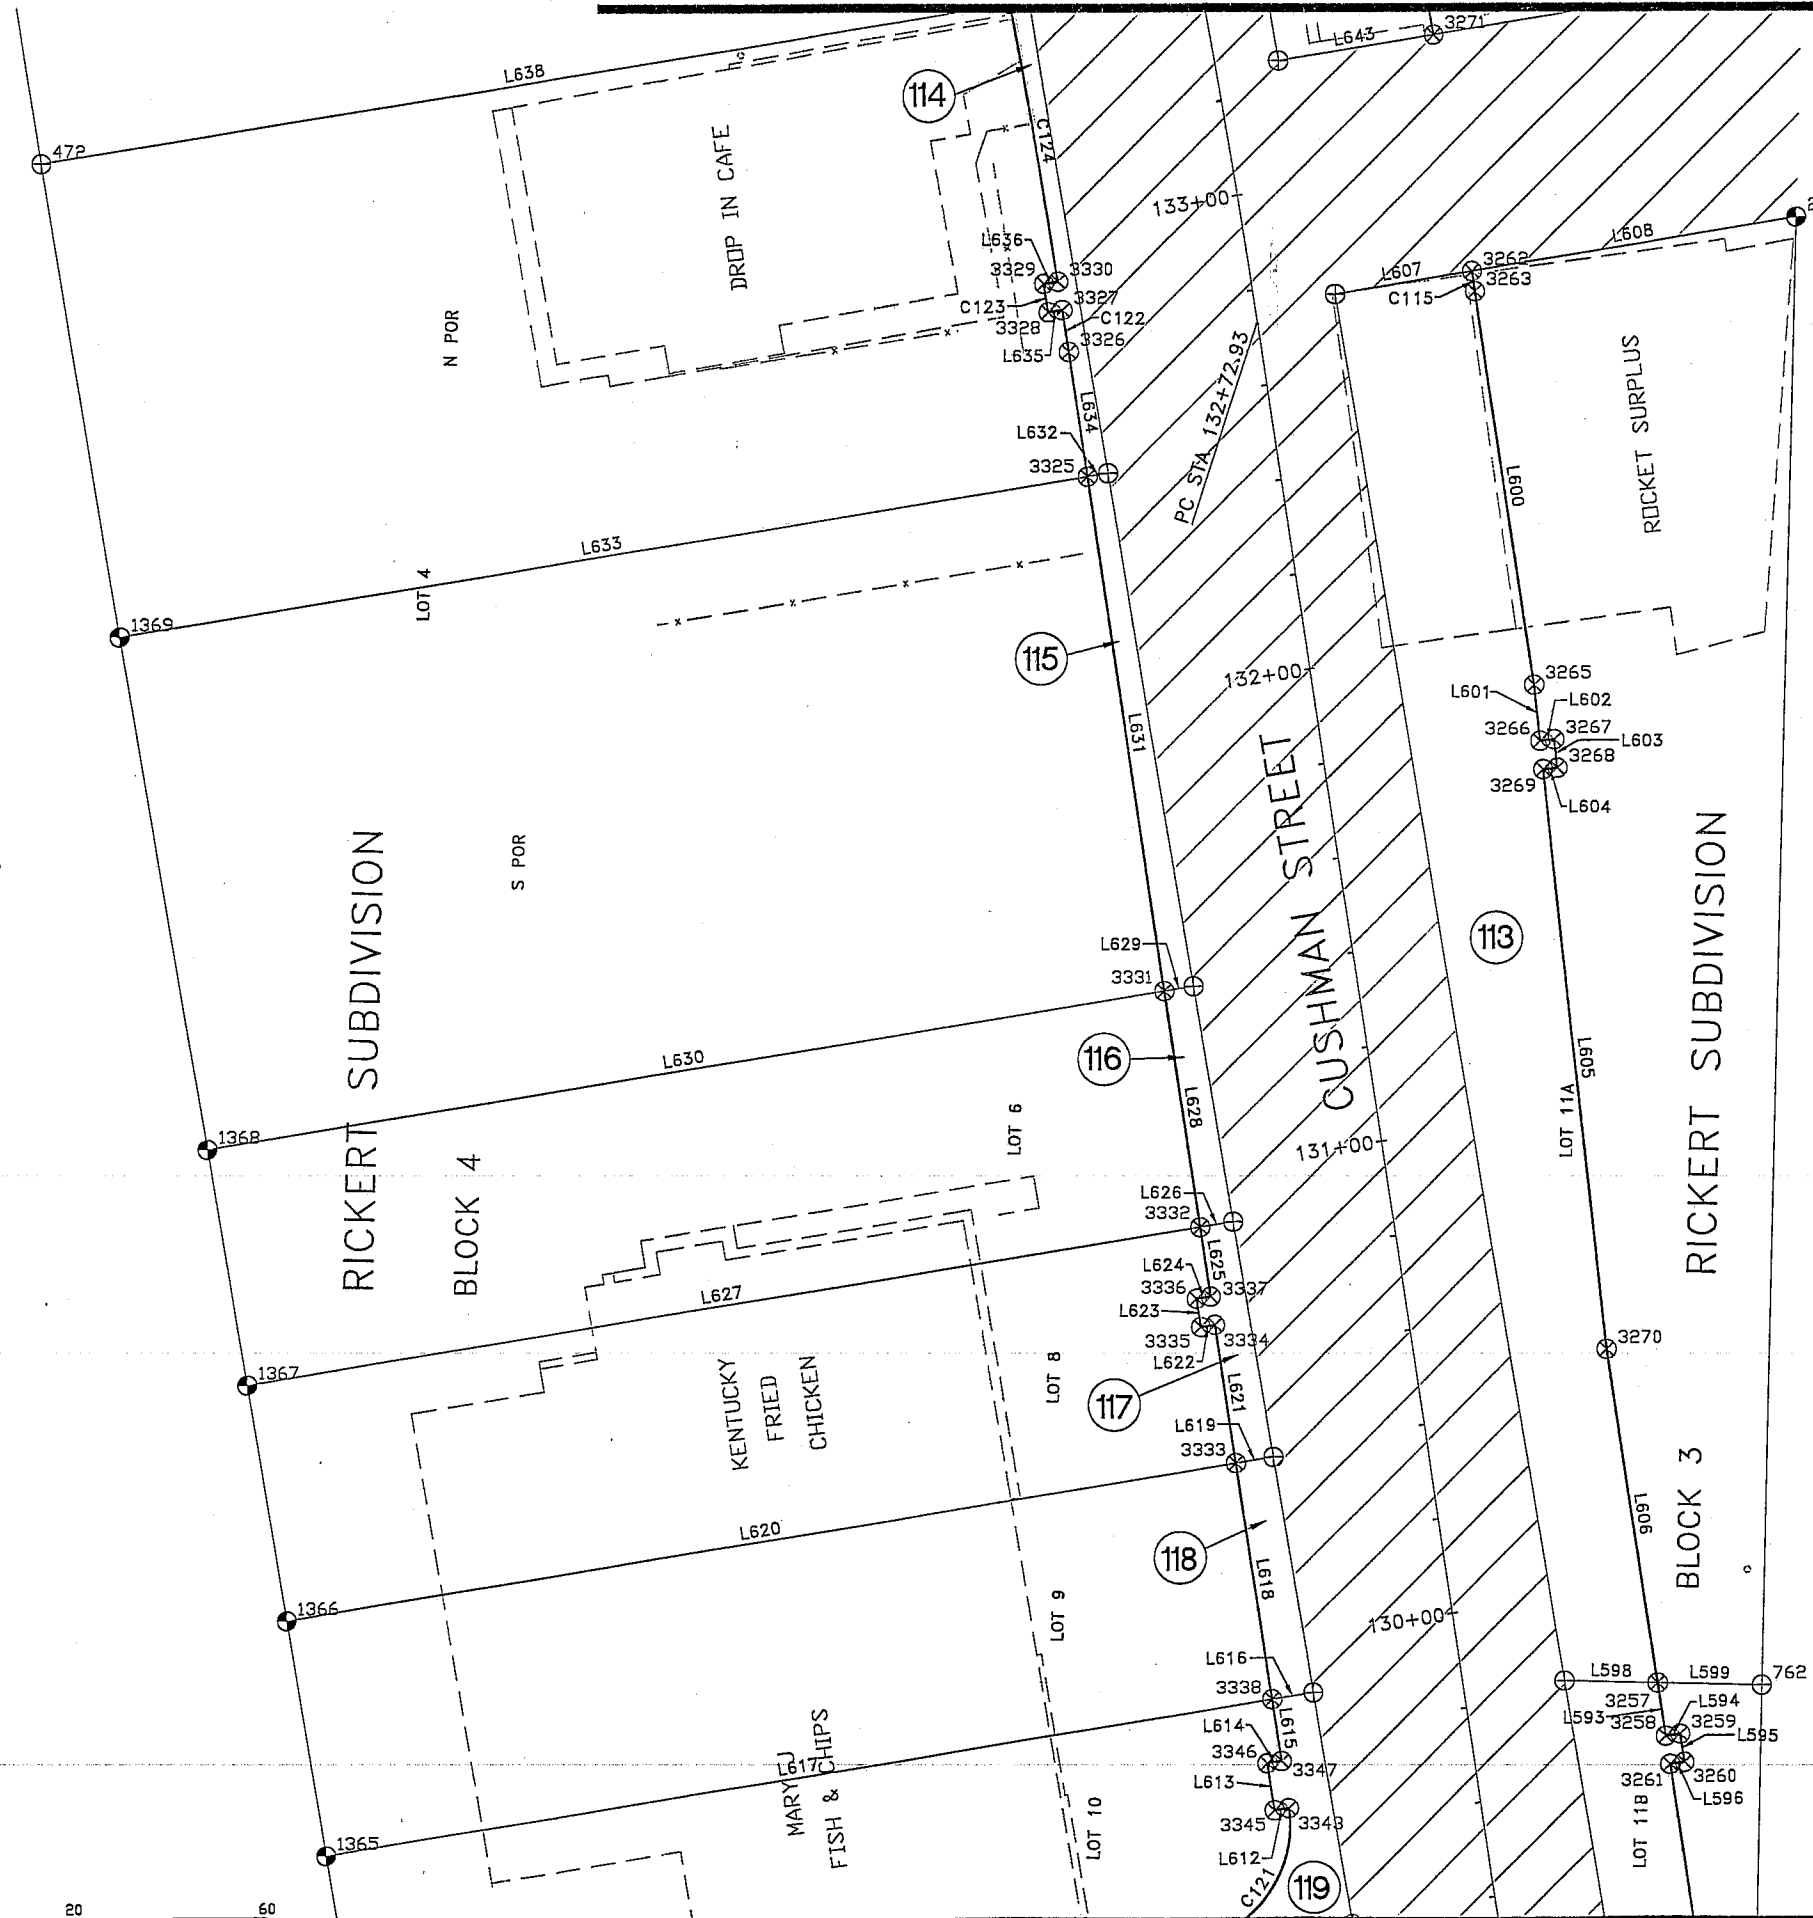 3271
L643
L638
114
C124
472
DROP IN CAFE
133+00
L608
L636
3329
3330
3262
L607
3263
C115
C123
3327
3328
C122
N POR
L635
3326
PC STA 132+72.93
ROCKET SURPLUS
L634
L632
3325
L600
L633
LOT 4
1369
115
132+00
3265
L601
L602
3266
3267
L603
3268
3269
L604
L631
CUSHMAN STREET
RICKERT SUBDIVISION
S POR
RICKERT SUBDIVISION
113
L629
3331
L630
116
L605
LOT 11A
L628
LOT 6
131+00
1368
BLOCK 4
L626
3332
L625
L624
3336
3337
L627
L623
3335
3334
L622
3270
1367
KENTUCKY
FRIED
CHICKEN
LOT 8
117
L621
L619
3333
L620
L606
BLOCK 3
118
L618
1366
LOT 9
130+00
L616
3338
L598
L599
762
3257
L594
L593
3258
3259
L595
L615
L614
3346
3347
L617
L613
3261
3260
L596
MARY J
FISH & CHIPS
LOT 10
3345
3343
LOT 11B
1365
L612
C121
119
20
60